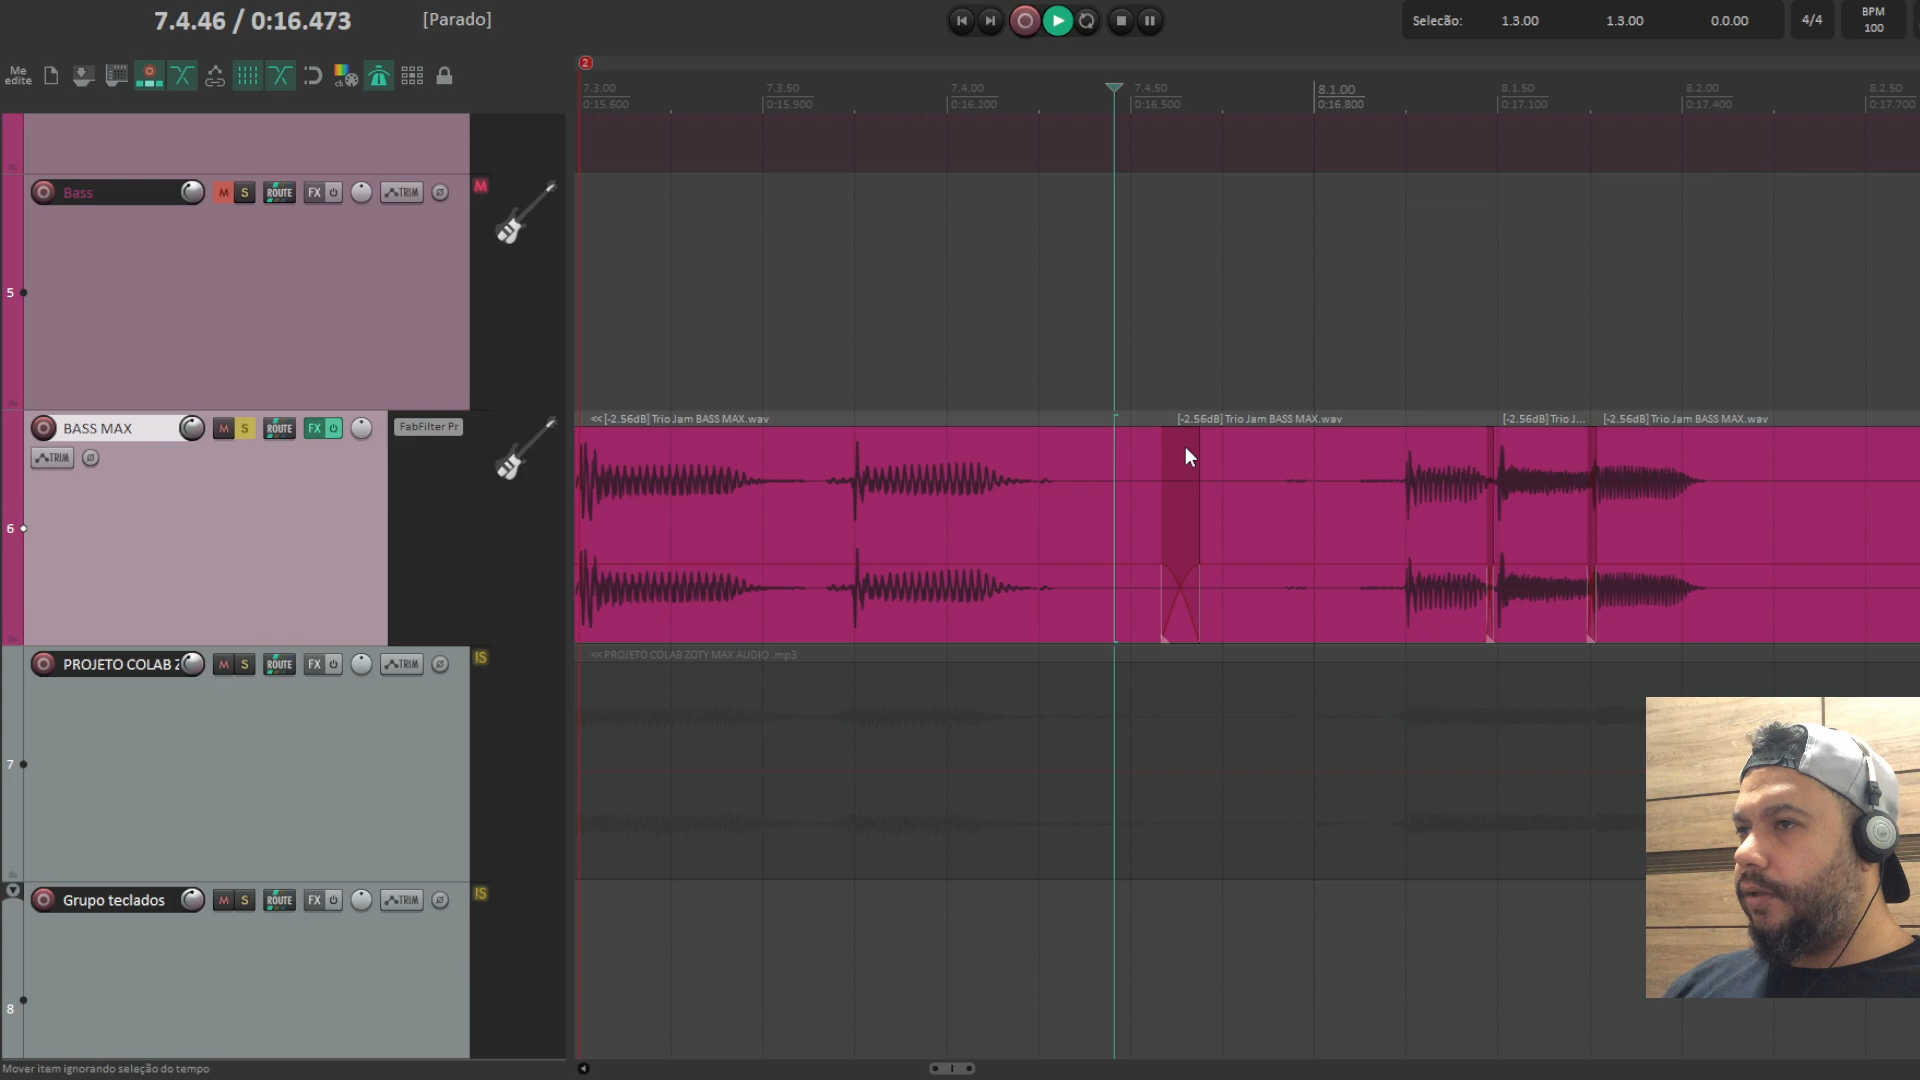 7.4.46 / 0:16.473
[Parado]
Selecão:
1.3.00
1.3.00
0.0.00
4/4
BPM
100
Me
edite
ch
2
7.3.00
0:15.600
7.3.50
0:15.900
7.4.00
0:16.200
7.4.50
0:16.500
8.1.00
0:16.800
8.1.50
0:17.100
8.2.00
0:17.400
8.2.50
0:17.700
5
Bass
M
S
ROUTE
FX
TRIM
M
6
BASS MAX
M
S
ROUTE
FX
FabFilter Pr
TRIM
<<[-2.56dB] Trio Jam BASS MAX.wav
[-2.56dB] Trio Jam BASS MAX.wav
[-2.56dB] Trio J...
[-2.56dB] Trio Jam BASS MAX.wav
7
PROJETO COLAB Z
M
S
ROUTE
FX
TRIM
IS
<<PROJETO COLAB ZOTY MAX AUDIO .mp3
8
Grupo teclados
M
S
ROUTE
FX
TRIM
IS
Mover item ignorando seleção do tempo